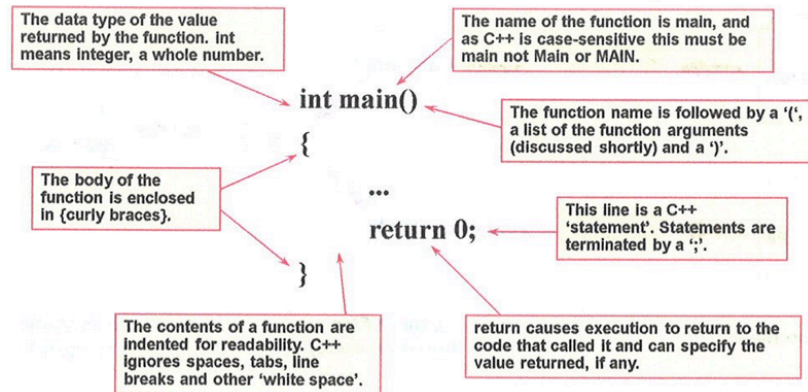 The data type of the value
returned by the function. int
means integer, a whole number.
The name of the function is main, and
as C++ is case-sensitive this must be
main not Main or MAIN.
int main()
The function name is followed by a ‘(‘,
a list of the function arguments
(discussed shortly) and a ‘)’.
{
The body of the
function is enclosed
in {curly braces}.
...
return 0;
This line is a C++
‘statement’. Statements are
terminated by a ‘;’.
}
The contents of a function are
indented for readability. C++
ignores spaces, tabs, line
breaks and other ‘white space’.
return causes execution to return to the
code that called it and can specify the
value returned, if any.